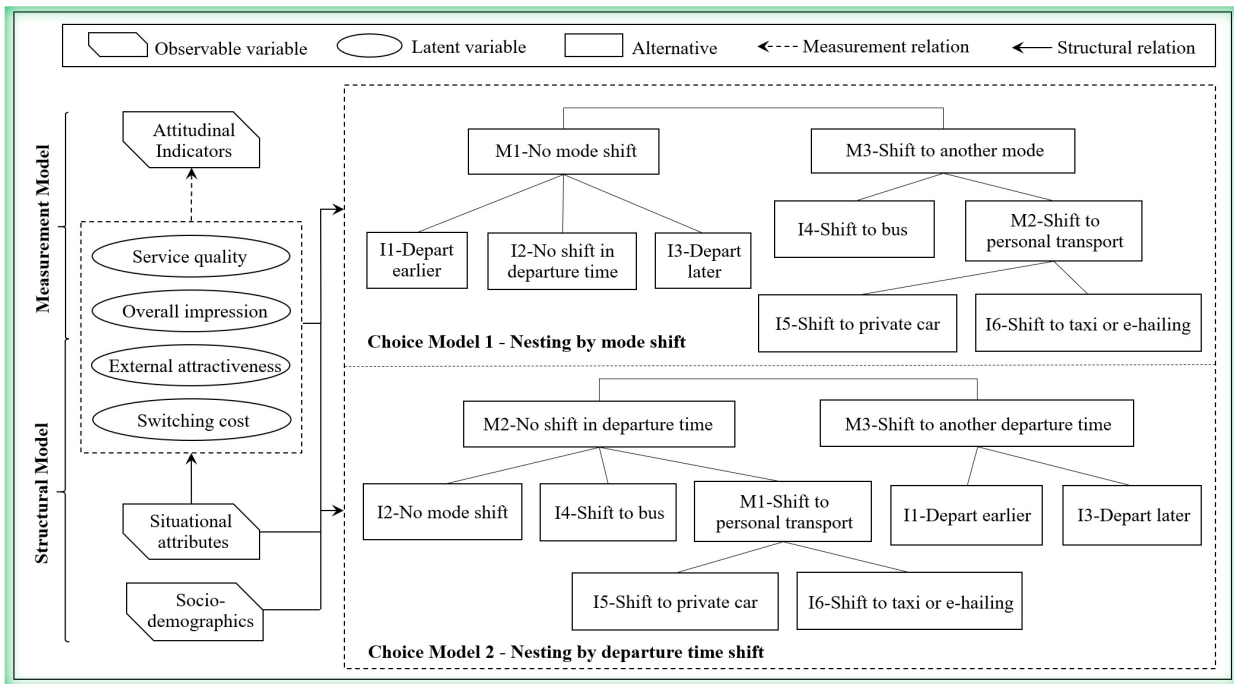 Observable variable
Latent variable
Alternative
Measurement relation
Structural relation
Measurement Model
Structural Model
Attitudinal
Indicators
Service quality
Overall impression
External attractiveness
Switching cost
Situational
attributes
Socio-
demographics
M1-No mode shift
M3-Shift to another mode
I1-Depart
earlier
I2-No shift in
departure time
I3-Depart
later
I4-Shift to bus
M2-Shift to
personal transport
I5-Shift to private car
I6-Shift to taxi or e-hailing
Choice Model 1 - Nesting by mode shift
M2-No shift in departure time
M3-Shift to another departure time
I2-No mode shift
I4-Shift to bus
M1-Shift to
personal transport
I1-Depart earlier
I3-Depart later
I5-Shift to private car
I6-Shift to taxi or e-hailing
Choice Model 2 - Nesting by departure time shift